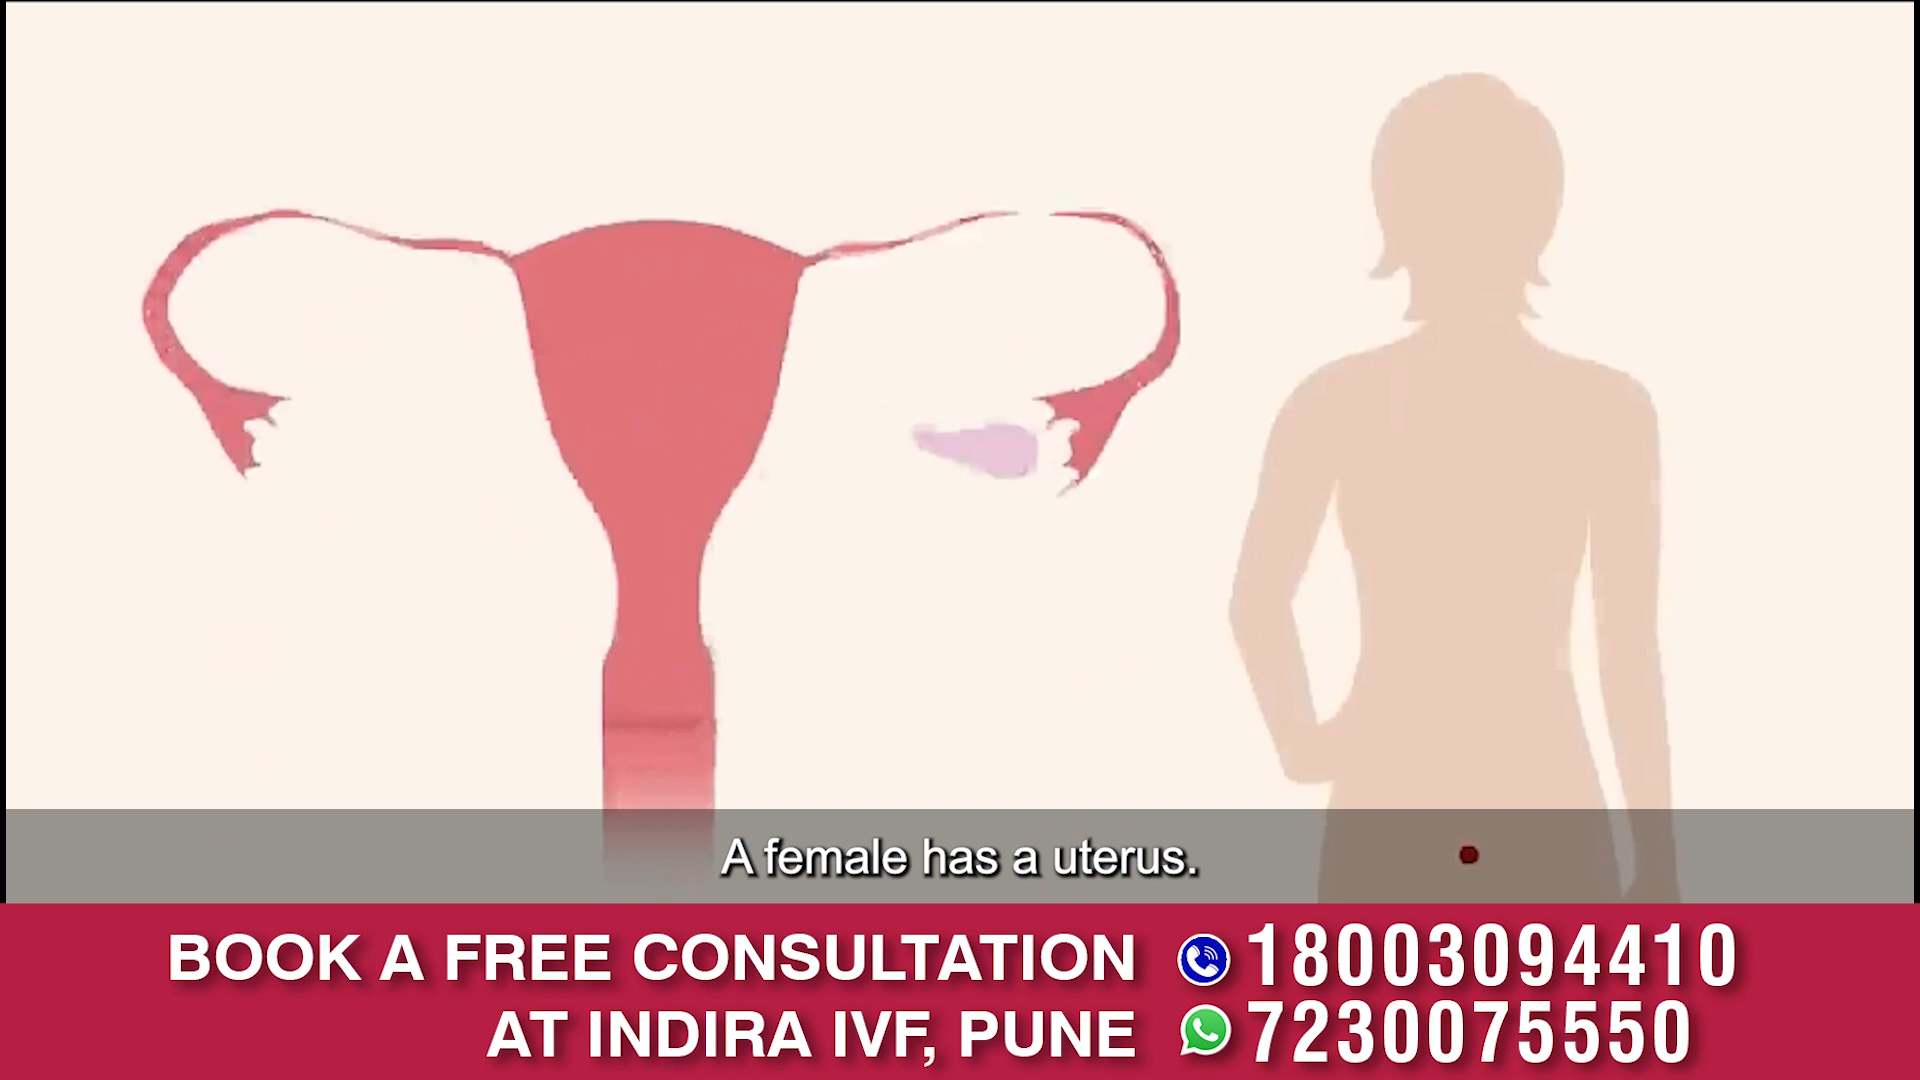 A female has a uterus.
BOOK A FREE CONSULTATION 18003094410
AT INDIRA IVF, PUNE 7230075550